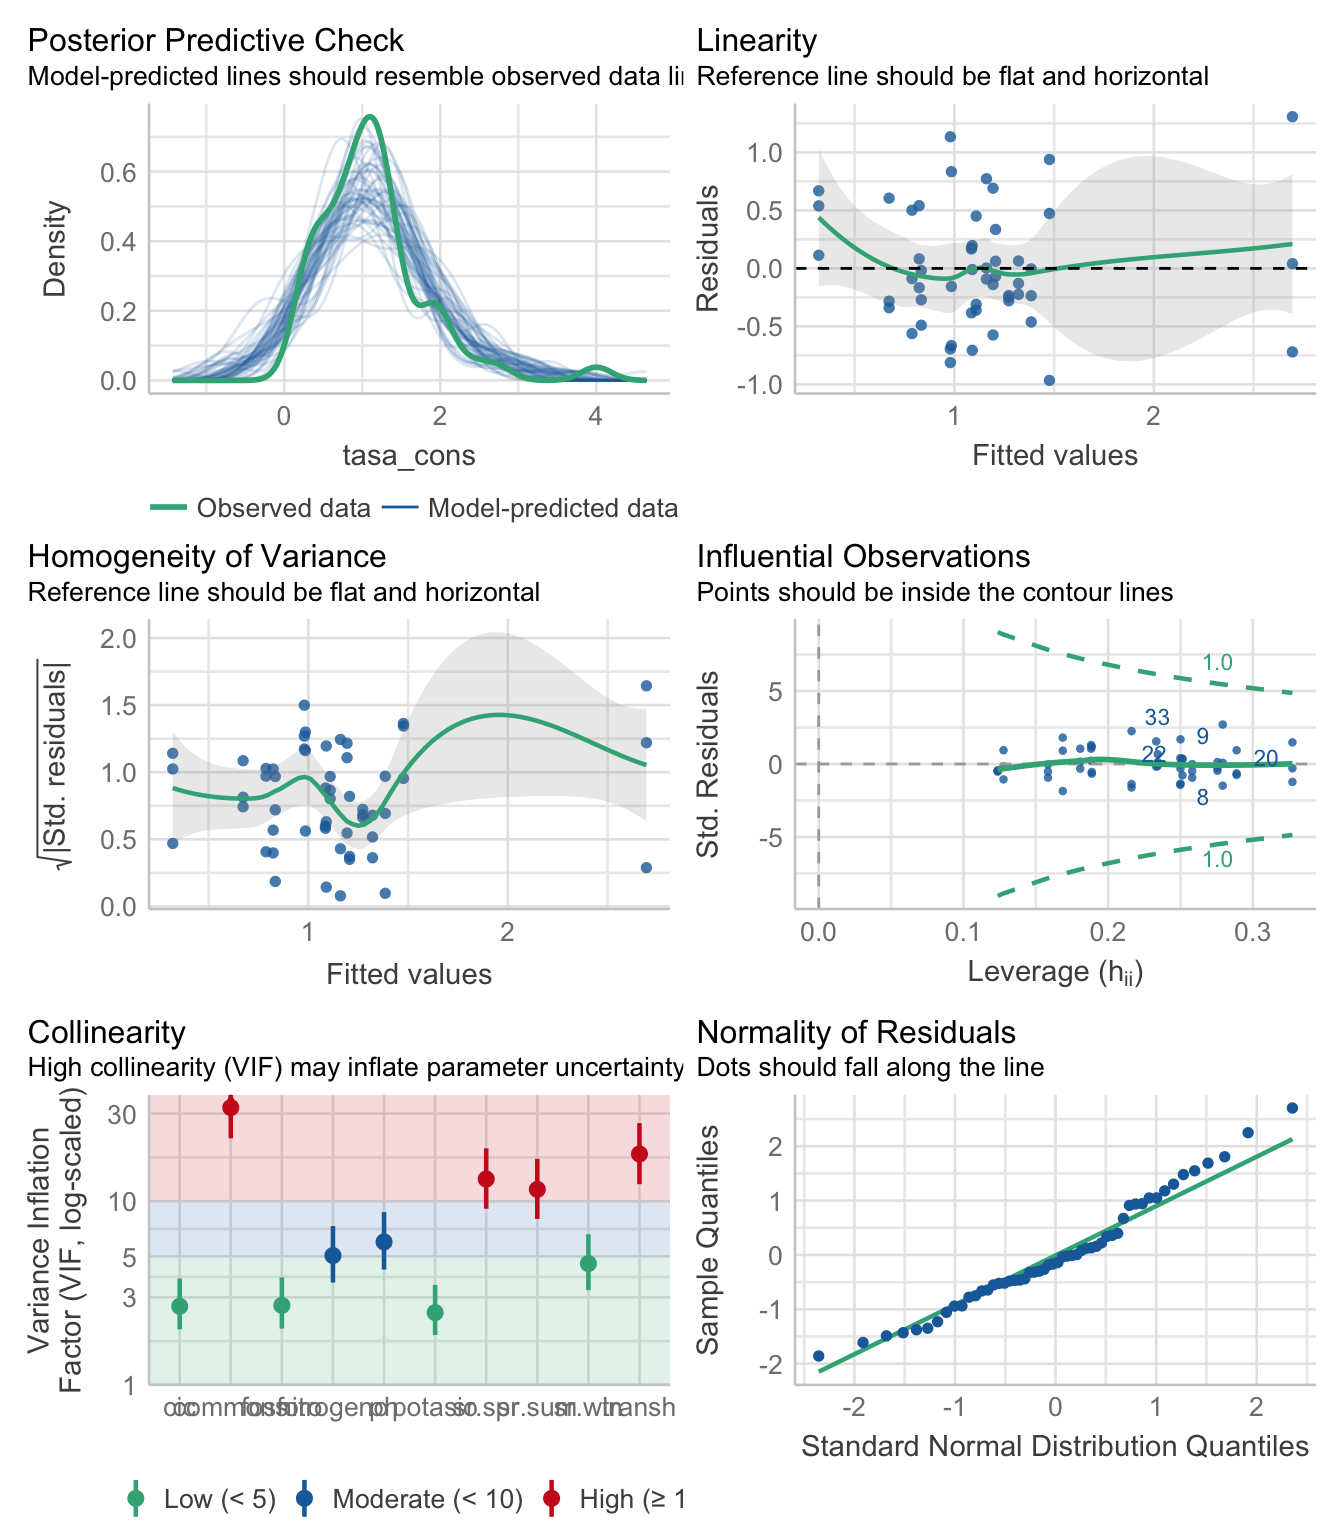 Posterior Predictive Check
Model-predicted lines should resemble observed data li
Density
0.6
0.4
0.2
0.0
0
2
4
tasa_cons
Observed data
Model-predicted data
Linearity
Reference line should be flat and horizontal
Residuals
1.0
0.5
0.0
-0.5
-1.0
1
2
Fitted values
Homogeneity of Variance
Reference line should be flat and horizontal
√|Std. residuals|
2.0
1.5
1.0
0.5
0.0
1
2
Fitted values
Influential Observations
Points should be inside the contour lines
Std. Residuals
5
0
-5
1.0
33
9
22
20
8
1.0
0.0
0.1
0.2
0.3
Leverage (hii)
Collinearity
High collinearity (VIF) may inflate parameter uncertainty
Variance Inflation
Factor (VIF, log-scaled)
30
10
5
3
1
Low (< 5)
Moderate (< 10)
High (≥ 1
Normality of Residuals
Dots should fall along the line
Sample Quantiles
2
1
0
-1
-2
-2
-1
0
1
2
Standard Normal Distribution Quantiles